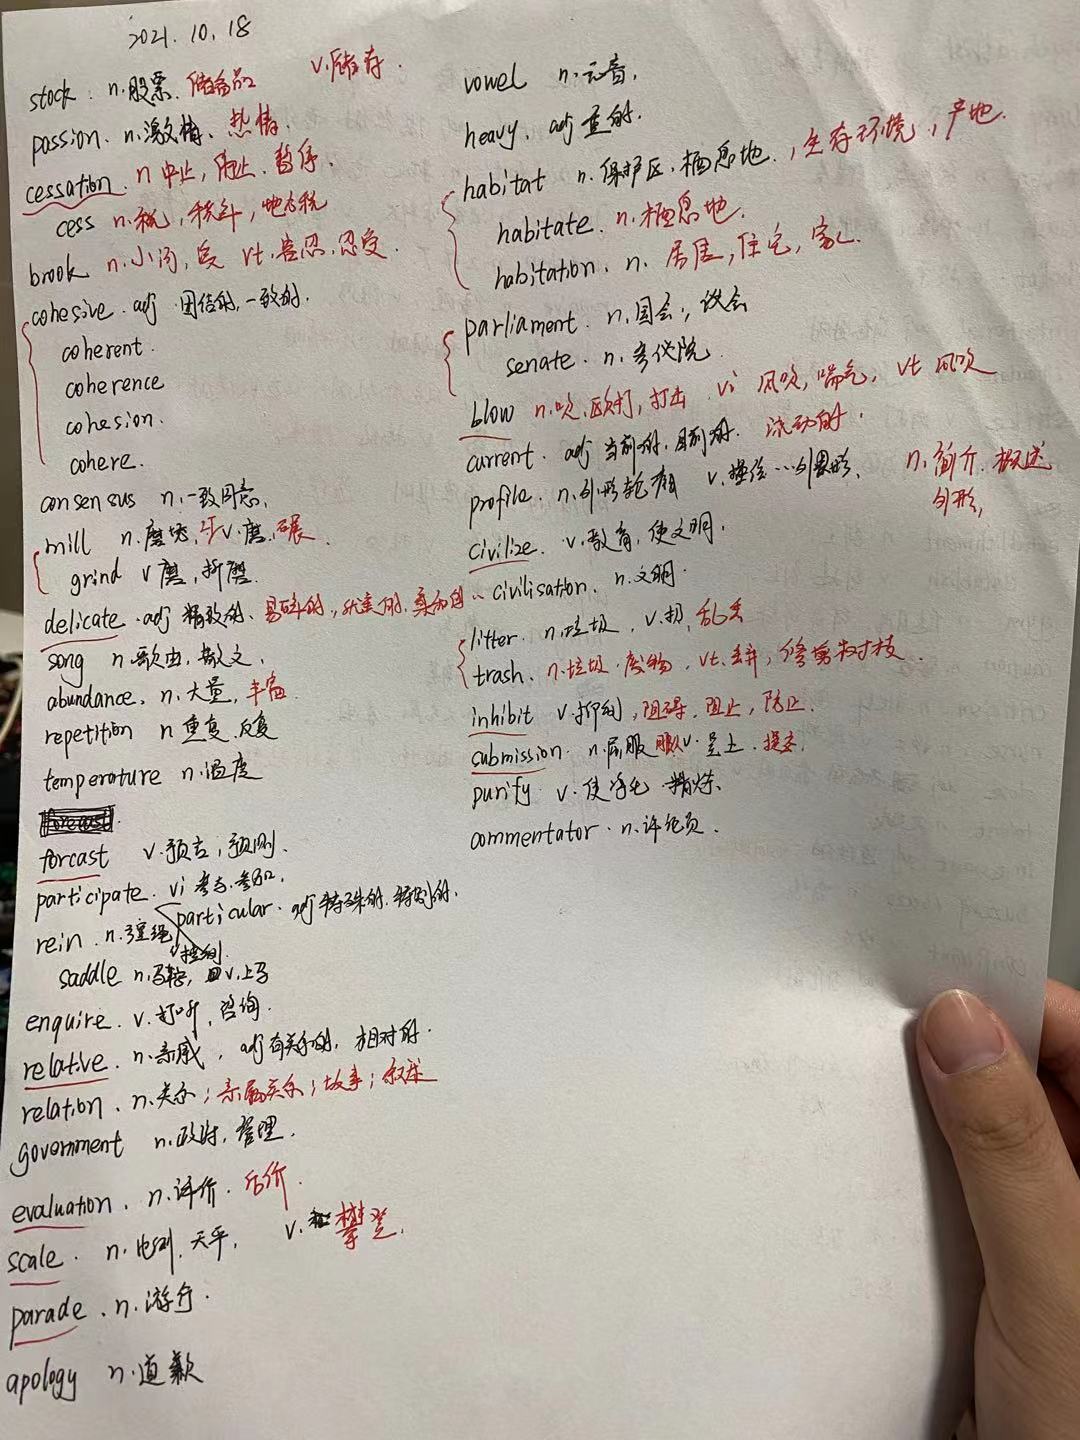 2021.10.18
stock n.股票.储备品 v.储存.
passion. n.激情、热情.
cessation. n 中止,停止.暂停.
cess n.税,税率,地方税
brook n.小河,溪 vt.容忍.忍受.
cohesive. adj 团结的,一致的.
coherent.
coherence
cohesion.
cohere.
consensus n.一致同意.
mill n.磨坊, v.磨.碾.
grind v 磨,折磨.
delicate.adj 精致的、易碎的,
song n.歌曲,散文,
abundance. n.大量,丰富.
repetition n 重复.反复
temperature n.温度
forcast v.预言,预测.
participate. vi 参与.参加.
particular. adj 特殊的.特别的.
rein n.缰绳 v控制.
saddle n.马鞍, v.上马
enquire. v.打听,咨询.
relative. n.亲戚, adj 有关系的,相对的.
relation. n.关系;亲属关系;故事;叙述
government n.政府,管理.
evaluation. n.评价.估价.
scale. n.比例.天平, v.攀登.
parade. n.游行.
apology n.道歉
vowel n.元音,
heavy. adj 重的.
habitat n.保护区.栖息地.,生存环境,产地.
habitate. n.栖息地.
habitation. n. 居住,住宅,家.
parliament. n.国会,议会
senate. n.参议院.
blow n.吹.殴打,打击 vi 风吹,喘气, vt 风吹
current. adj 当前的,目前的. 流动的.
profile. n.外形轮廓 v.描绘…外形, n.简介.概述
外形,
civilize. v.教育,使文明.
civilisation. n.文明.
litter. n.垃圾, v.扔,乱丢
trash. n.垃圾.废物, vt.丢弃,修剪树枝.
inhibit v.抑制,阻碍.阻止,防止.
submission. n.屈服 v.呈上.提交.
purify v.使净化.精炼.
commentator. n.评论员.